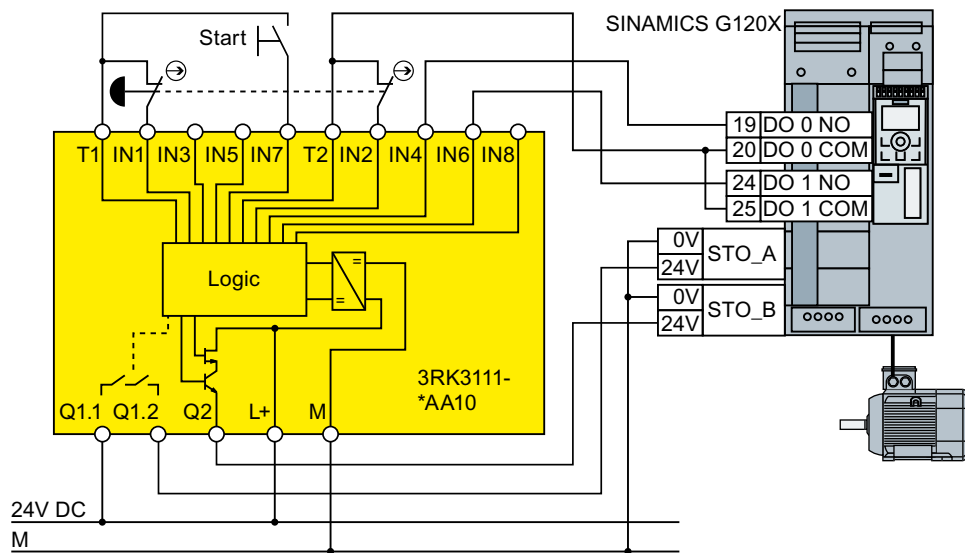 SINAMICS G120X
Start
19 DO 0 NO
20 DO 0 COM
T1 IN1 IN3 IN5 IN7 T2 IN2 IN4 IN6 IN8
24 DO 1 NO
25 DO 1 COM
0V
24V
STO_A
Logic
=
=
0V
24V
STO_B
3RK3111-
*AA10
Q1.1 Q1.2 Q2 L+ M
24V DC
M